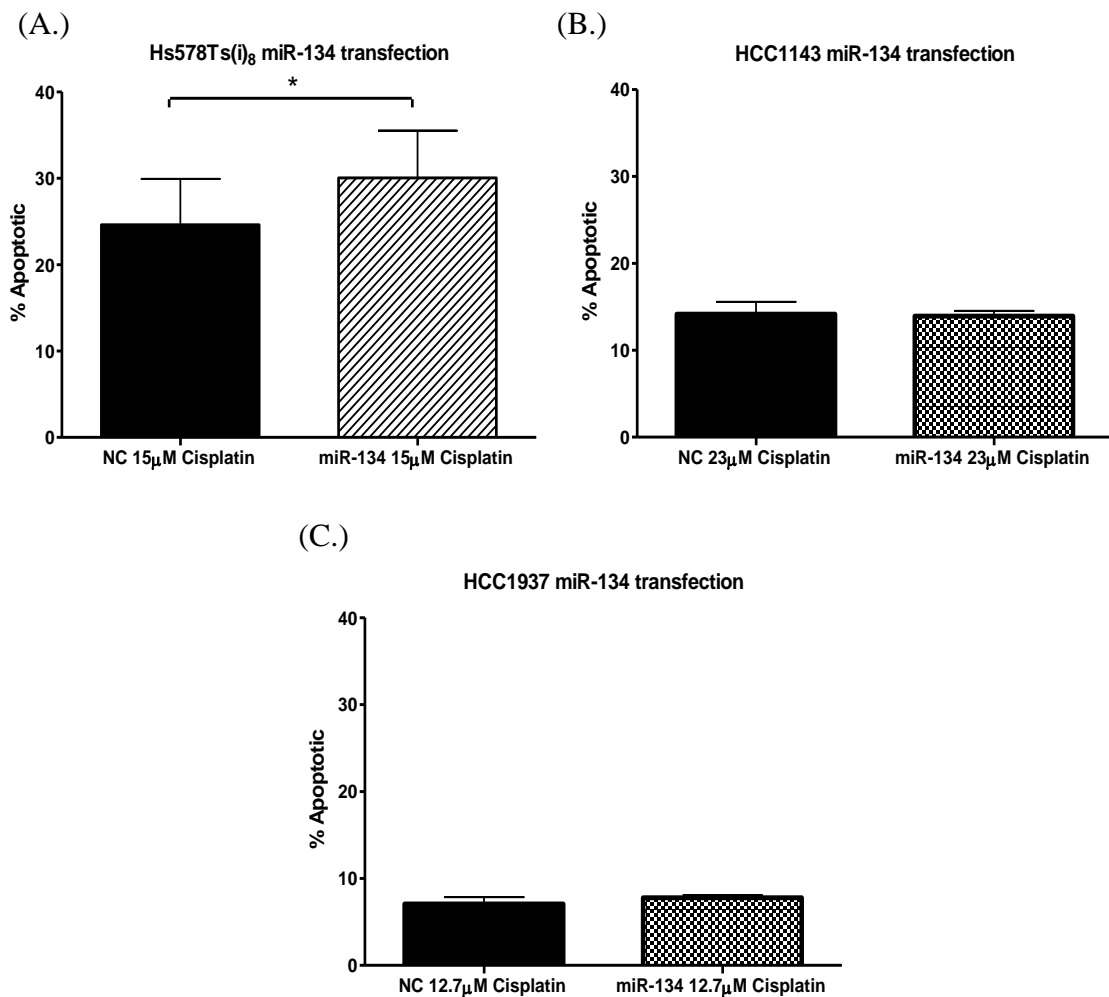 (A.)
Hs578Ts(i)₈ miR-134 transfection
*
40
30
20
10
0
% Apoptotic
NC 15μM Cisplatin
miR-134 15μM Cisplatin
(B.)
HCC1143 miR-134 transfection
40
30
20
10
0
% Apoptotic
NC 23μM Cisplatin
miR-134 23μM Cisplatin
(C.)
HCC1937 miR-134 transfection
40
30
20
10
0
% Apoptotic
NC 12.7μM Cisplatin
miR-134 12.7μM Cisplatin